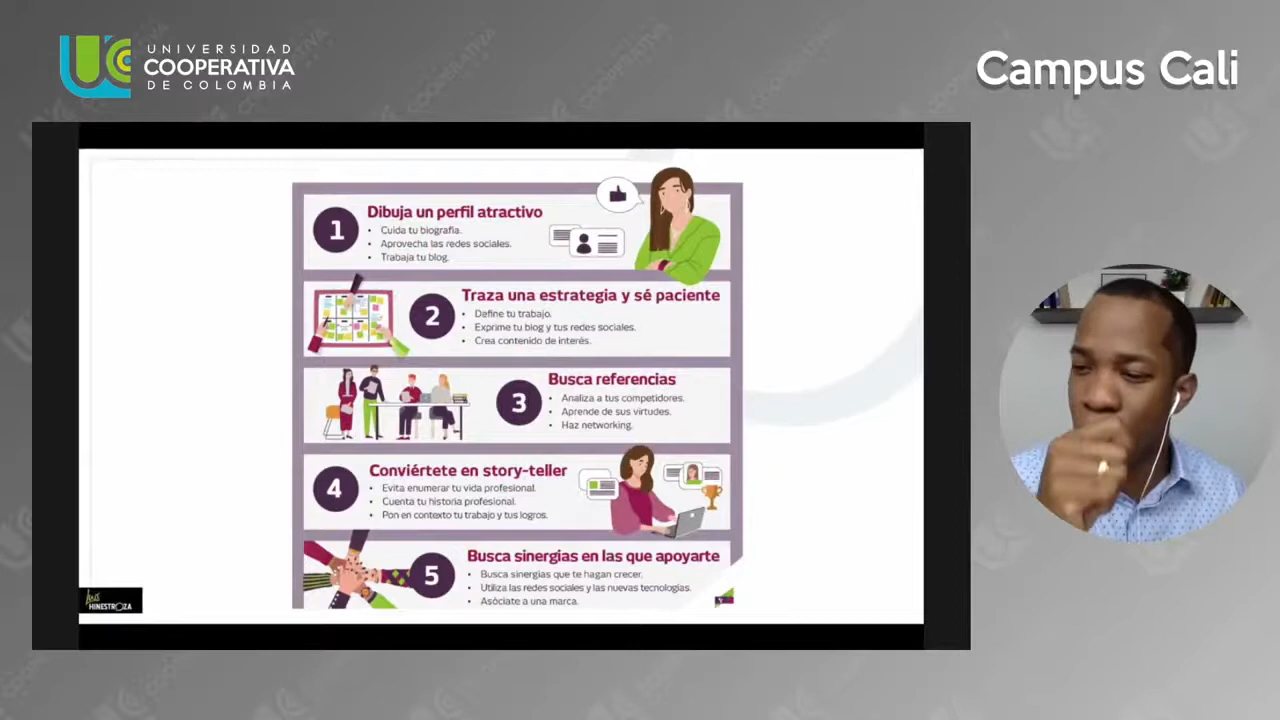 UNIVERSIDAD
COOPERATIVA
DE COLOMBIA
Campus Cali
1
Dibuja un perfil atractivo
• Cuida tu biografía.
• Aprovecha las redes sociales.
• Trabaja tu blog.
2
Traza una estrategia y sé paciente
• Define tu trabajo.
• Exprime tu blog y tus redes sociales.
• Crea contenido de interés.
3
Busca referencias
• Analiza a tus competidores.
• Aprende de sus virtudes.
• Haz networking.
4
Conviértete en story-teller
• Evita enumerar tu vida profesional.
• Cuenta tu historia profesional.
• Pon en contexto tu trabajo y tus logros.
5
Busca sinergias en las que apoyarte
• Busca sinergias que te hagan crecer.
• Utiliza las redes sociales y las nuevas tecnologías.
• Asóciate a una marca.
HINESTROZA